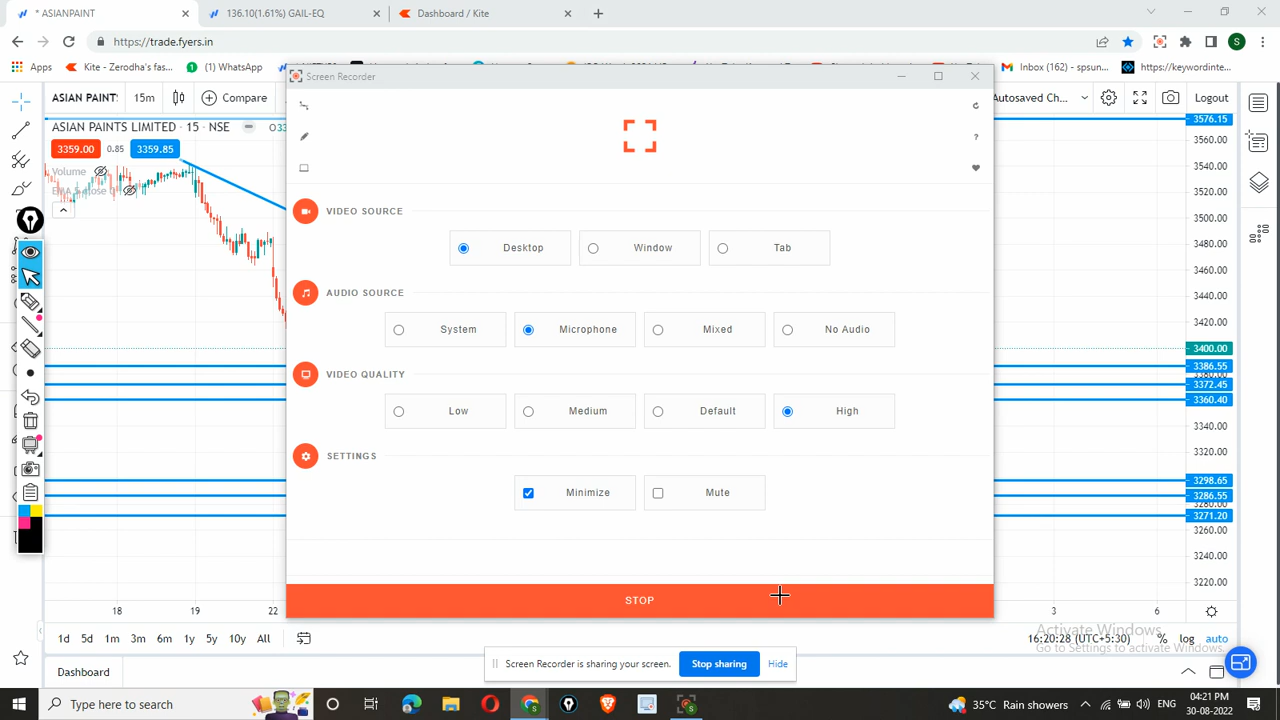 * ASIANPAINT
136.10(1.61%) GAIL-EQ
Dashboard / Kite
https://trade.fyers.in
S
Apps
Kite - Zerodha's fas...
(1) WhatsApp
Inbox (162) - spsun...
https://keywordinte...
Screen Recorder
ASIAN PAINT:
15m
Compare
Autosaved Ch...
Logout
ASIAN PAINTS LIMITED · 15 · NSE
3359.00
0.85
3359.85
Volume
3576.15
3560.00
3540.00
3520.00
3500.00
3480.00
3460.00
3440.00
3420.00
3400.00
3386.55
3380.00
3372.45
3360.40
3340.00
3320.00
3298.65
3286.55
3280.00
3271.20
3260.00
3240.00
3220.00
VIDEO SOURCE
Desktop
Window
Tab
AUDIO SOURCE
System
Microphone
Mixed
No Audio
VIDEO QUALITY
Low
Medium
Default
High
SETTINGS
Minimize
Mute
STOP
18
19
22
3
6
1d 5d 1m 3m 6m 1y 5y 10y All
16:20:28 (UTC+5:30)
% log auto
Activate Windows
Go to Settings to activate Windows.
Screen Recorder is sharing your screen.
Stop sharing
Hide
Dashboard
Type here to search
35°C Rain showers
ENG
04:21 PM
30-08-2022